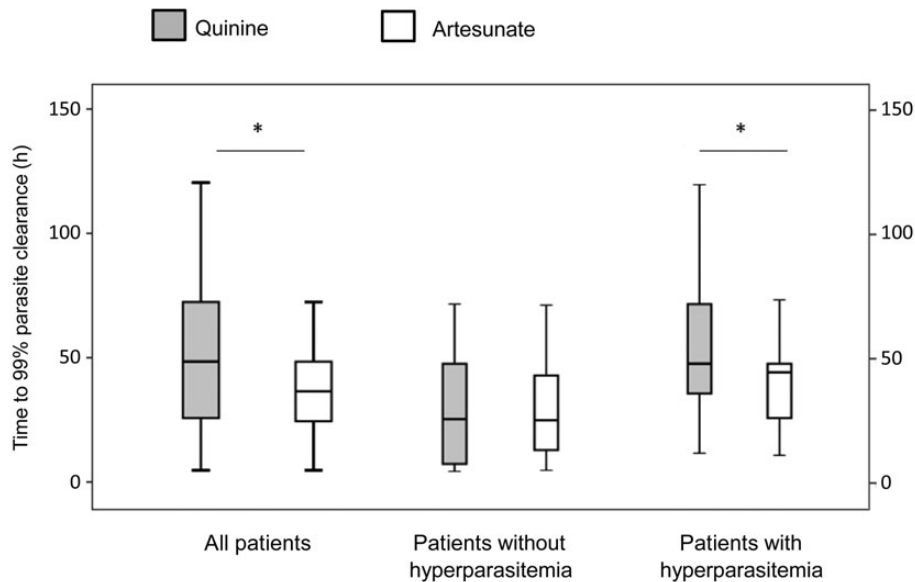 Quinine
Artesunate
Time to 99% parasite clearance (h)
150
100
50
0
*
*
150
100
50
0
All patients
Patients without
hyperparasitemia
Patients with
hyperparasitemia